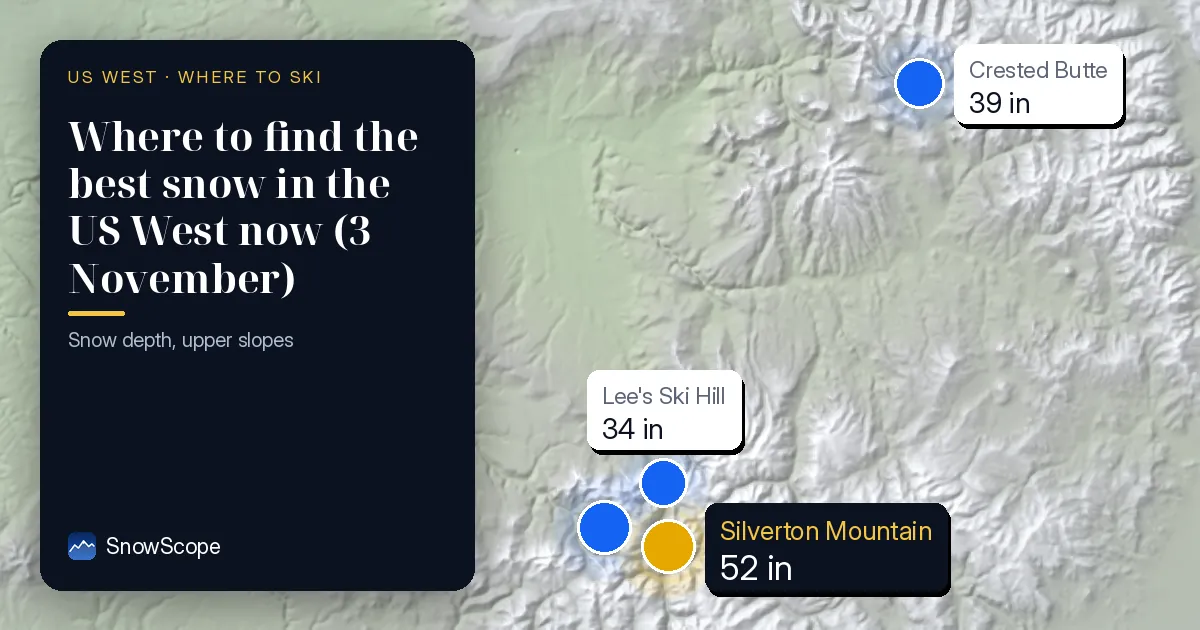 US WEST · WHERE TO SKI
Where to find the
best snow in the
US West now (3
November)
Snow depth, upper slopes
SnowScope
Crested Butte
39 in
Lee's Ski Hill
34 in
Silverton Mountain
52 in